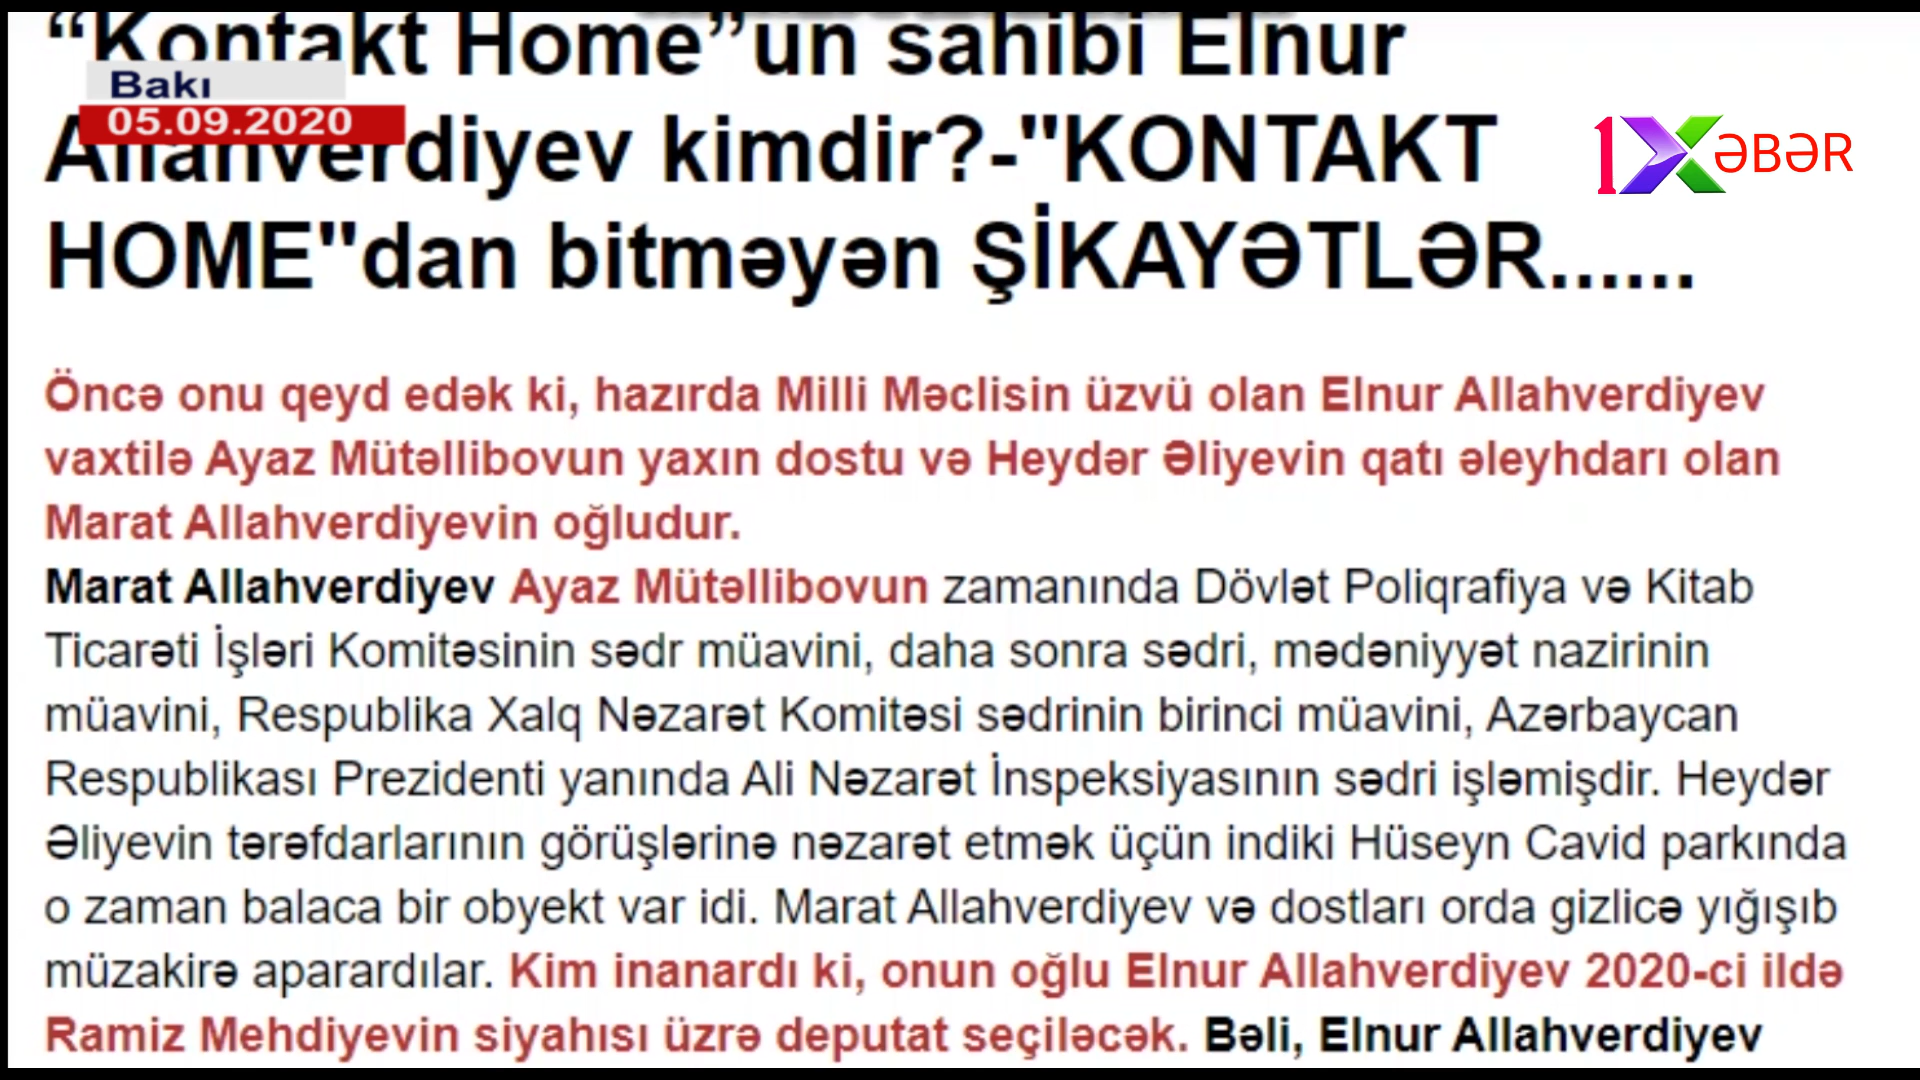 “Kontakt Home”un sahibi Elnur
Bakı
05.09.2020
Allahverdiyev kimdir?-"KONTAKT
1XƏBƏR
HOME"dan bitməyən ŞİKAYƏTLƏR......
Öncə onu qeyd edək ki, hazırda Milli Məclisin üzvü olan Elnur Allahverdiyev
vaxtilə Ayaz Mütəllibovun yaxın dostu və Heydər Əliyevin qatı əleyhdarı olan
Marat Allahverdiyevin oğludur.
Marat Allahverdiyev Ayaz Mütəllibovun zamanında Dövlət Poliqrafiya və Kitab
Ticarəti İşləri Komitəsinin sədr müavini, daha sonra sədri, mədəniyyət nazirinin
müavini, Respublika Xalq Nəzarət Komitəsi sədrinin birinci müavini, Azərbaycan
Respublikası Prezidenti yanında Ali Nəzarət İnspeksiyasının sədri işləmişdir. Heydər
Əliyevin tərəfdarlarının görüşlərinə nəzarət etmək üçün indiki Hüseyn Cavid parkında
o zaman balaca bir obyekt var idi. Marat Allahverdiyev və dostları orda gizlicə yığışıb
müzakirə aparardılar. Kim inanardı ki, onun oğlu Elnur Allahverdiyev 2020-ci ildə
Ramiz Mehdiyevin siyahısı üzrə deputat seçiləcək. Bəli, Elnur Allahverdiyev